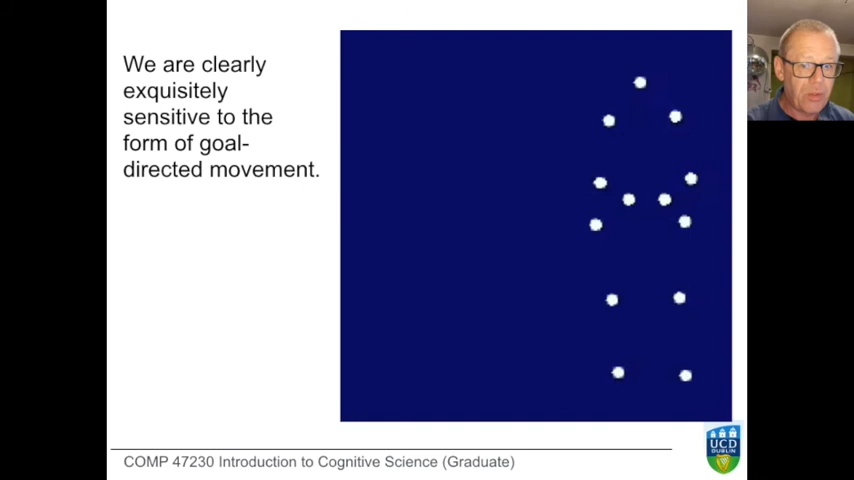 We are clearly
exquisitely
sensitive to the
form of goal-
directed movement.
COMP 47230 Introduction to Cognitive Science (Graduate)
UCD
DUBLIN